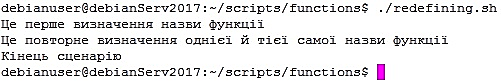 debianuser@debianServ2017:~/scripts/functions$ ./redefining.sh
Це перше визначення назви функції
Це повторне визначення однієї й тієї самої назви функції
Кінець сценарію
debianuser@debianServ2017:~/scripts/functions$